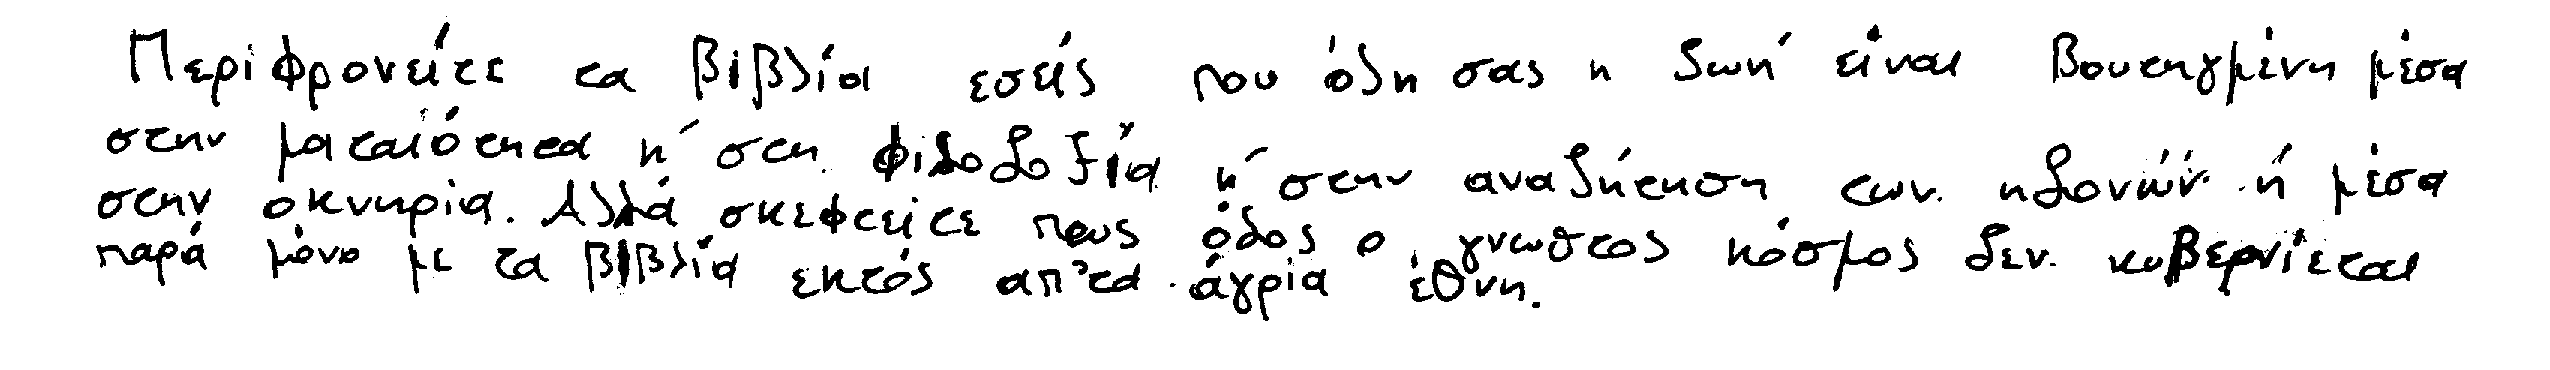 Περιφρονείτε τα βιβλία εσείς που όλη σας η ζωή είναι βουτηγμένη μέσα
στην ματαιότητα ή στη φιλοδοξία ή στην αναζήτηση των ηδονών ή μέσα
στην οκνηρία. Αλλά σκεφτείτε πως όλος ο γνωστος κόσμος δεν κυβερνιέται
παρά μόνο με τα βιβλία εκτός απ'τα άγρια έθνη.